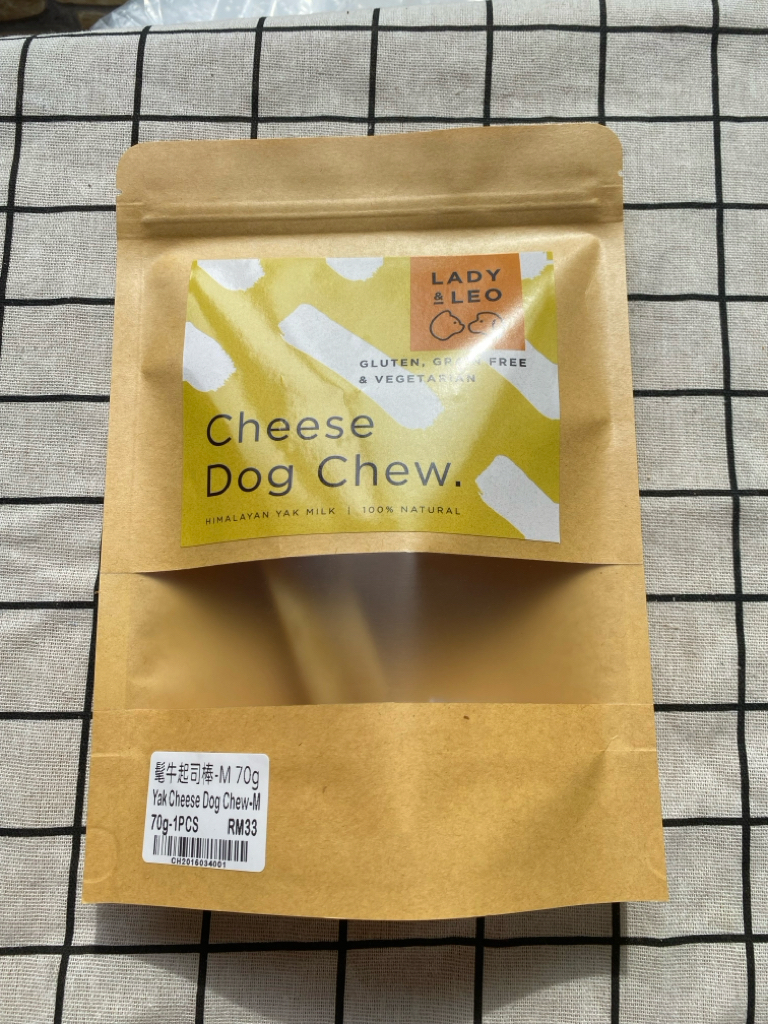 LADY
& LEO
GLUTEN, GRAIN FREE
& VEGETARIAN
Cheese
Dog Chew.
HIMALAYAN YAK MILK | 100% NATURAL
髦牛起司棒-M 70g
Yak Cheese Dog Chew-M
70g-1PCS RM33
CH2016034001